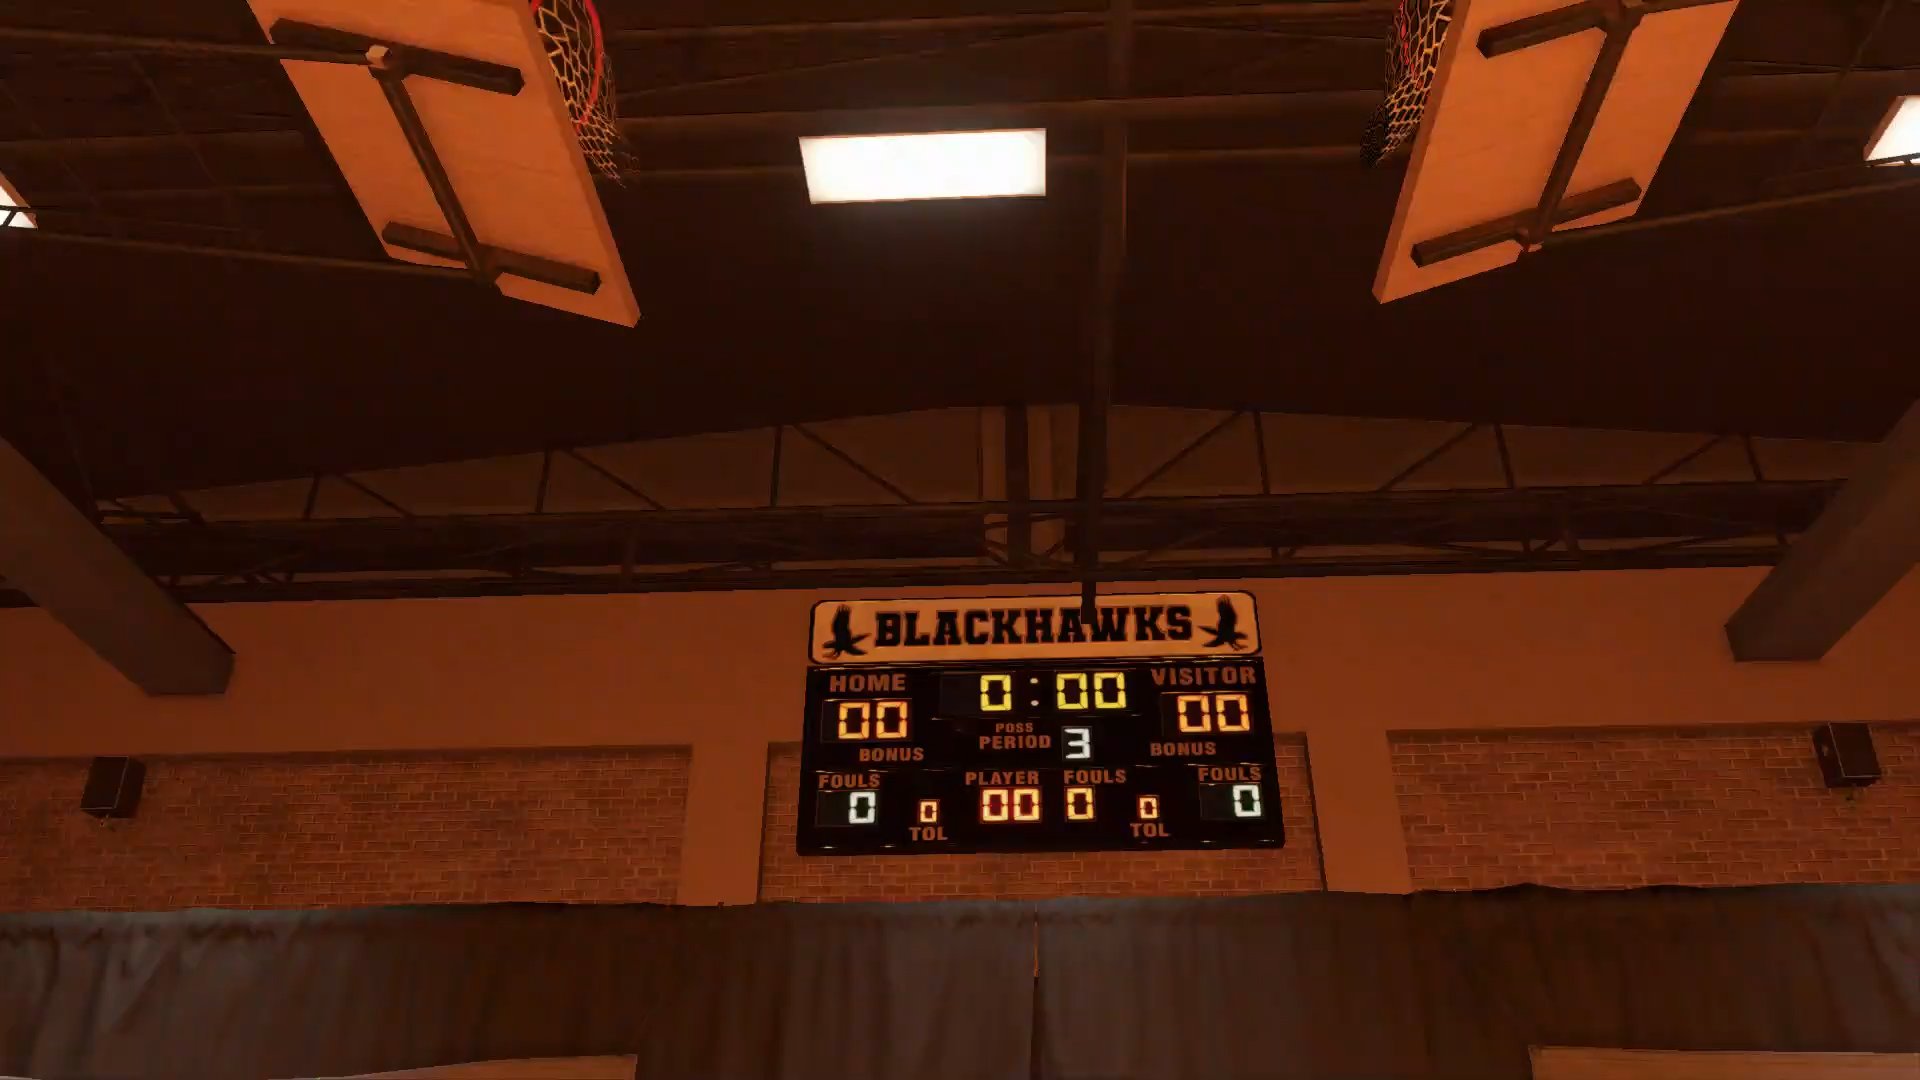 BLACKHAWKS
HOME 0:00 VISITOR
00 00
POSS
PERIOD 3
BONUS BONUS
FOULS PLAYER FOULS FOULS
0 0 00 0 0 0
TOL TOL